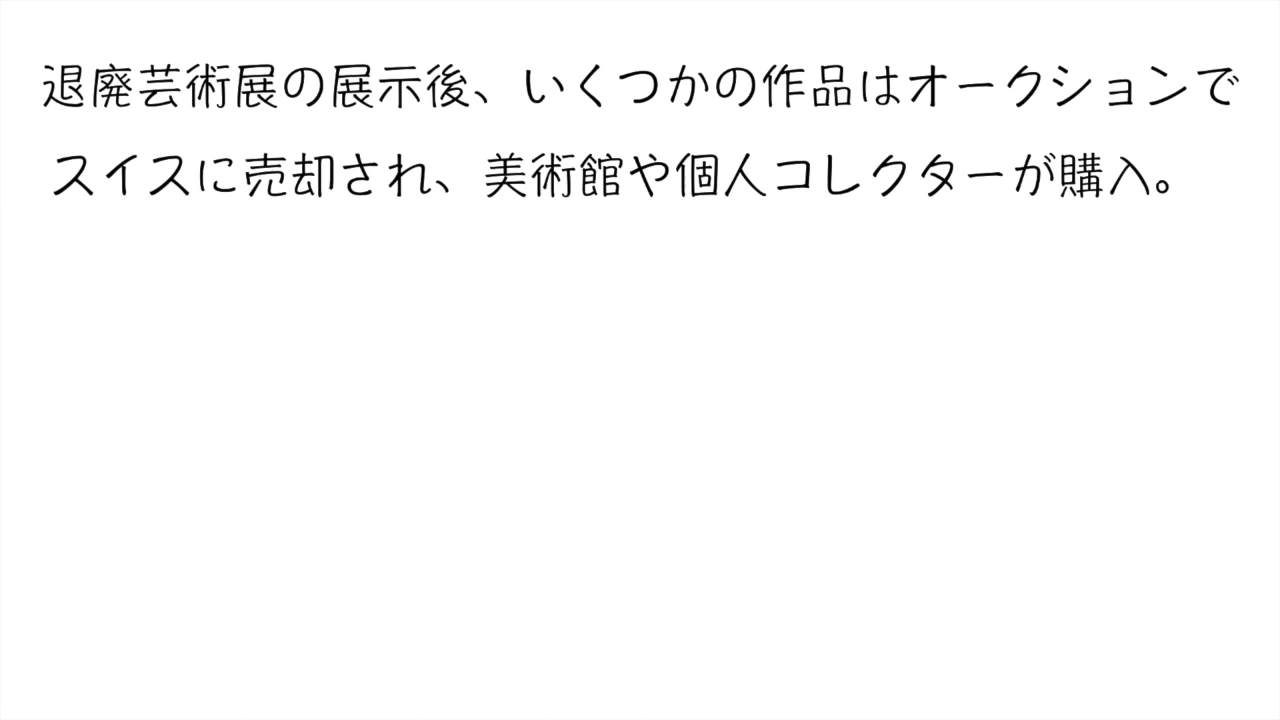 退廃芸術展の展示後、いくつかの作品はオークションで
スイスに売却され、美術館や個人コレクターが購入。